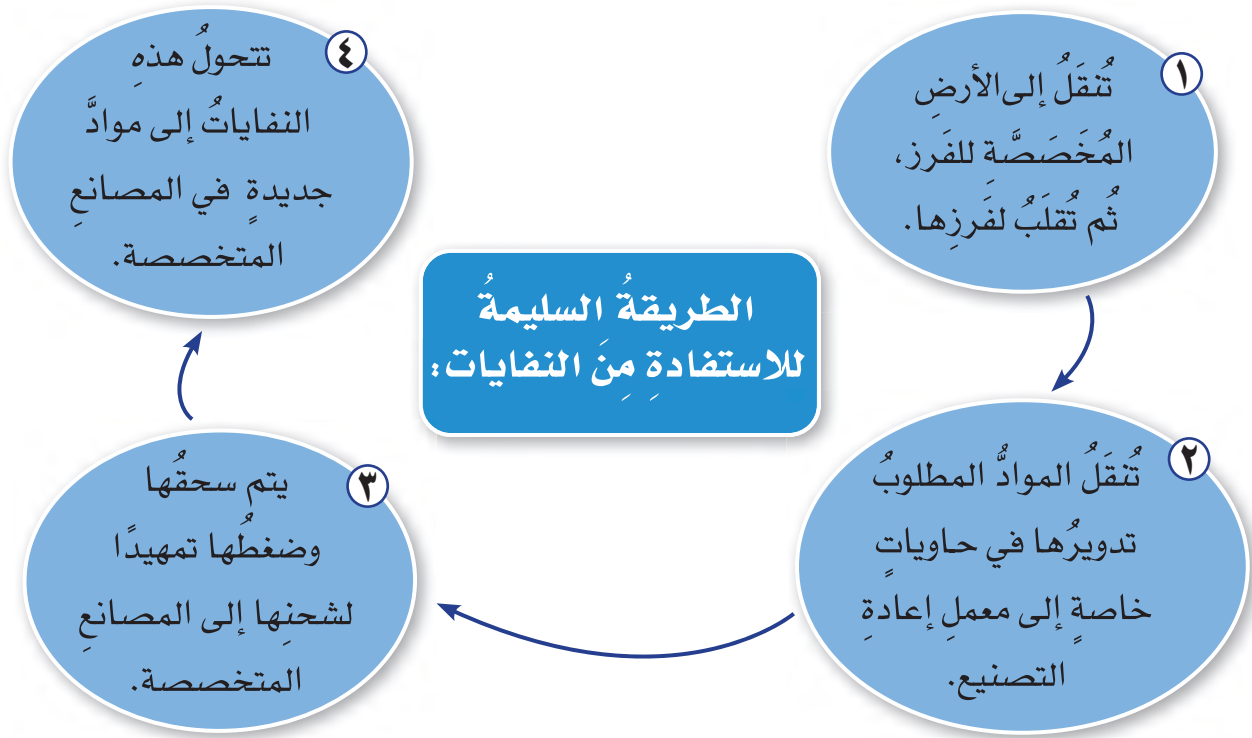 الطريقةُ السليمةُ
للاستفادةِ مِنَ النفايات:
١
تُنقَلُ إلى الأرضِ
المُخَصَصَّةِ للفَرز،
ثُم تُقلَبُ لفَرزِها.
٢
تُنقَلُ الموادُّ المطلوبُ
تدويرُها في حاوياتٍ
خاصةٍ إلى معملِ إعادةِ
التصنيع.
٣
يتم سحقُها
وضغطُها تمهيدًا
لشحنِها إلى المصانعِ
المتخصصة.
٤
تتحولُ هذهِ
النفاياتُ إلى موادَّ
جديدةٍ في المصانعِ
المتخصصة.